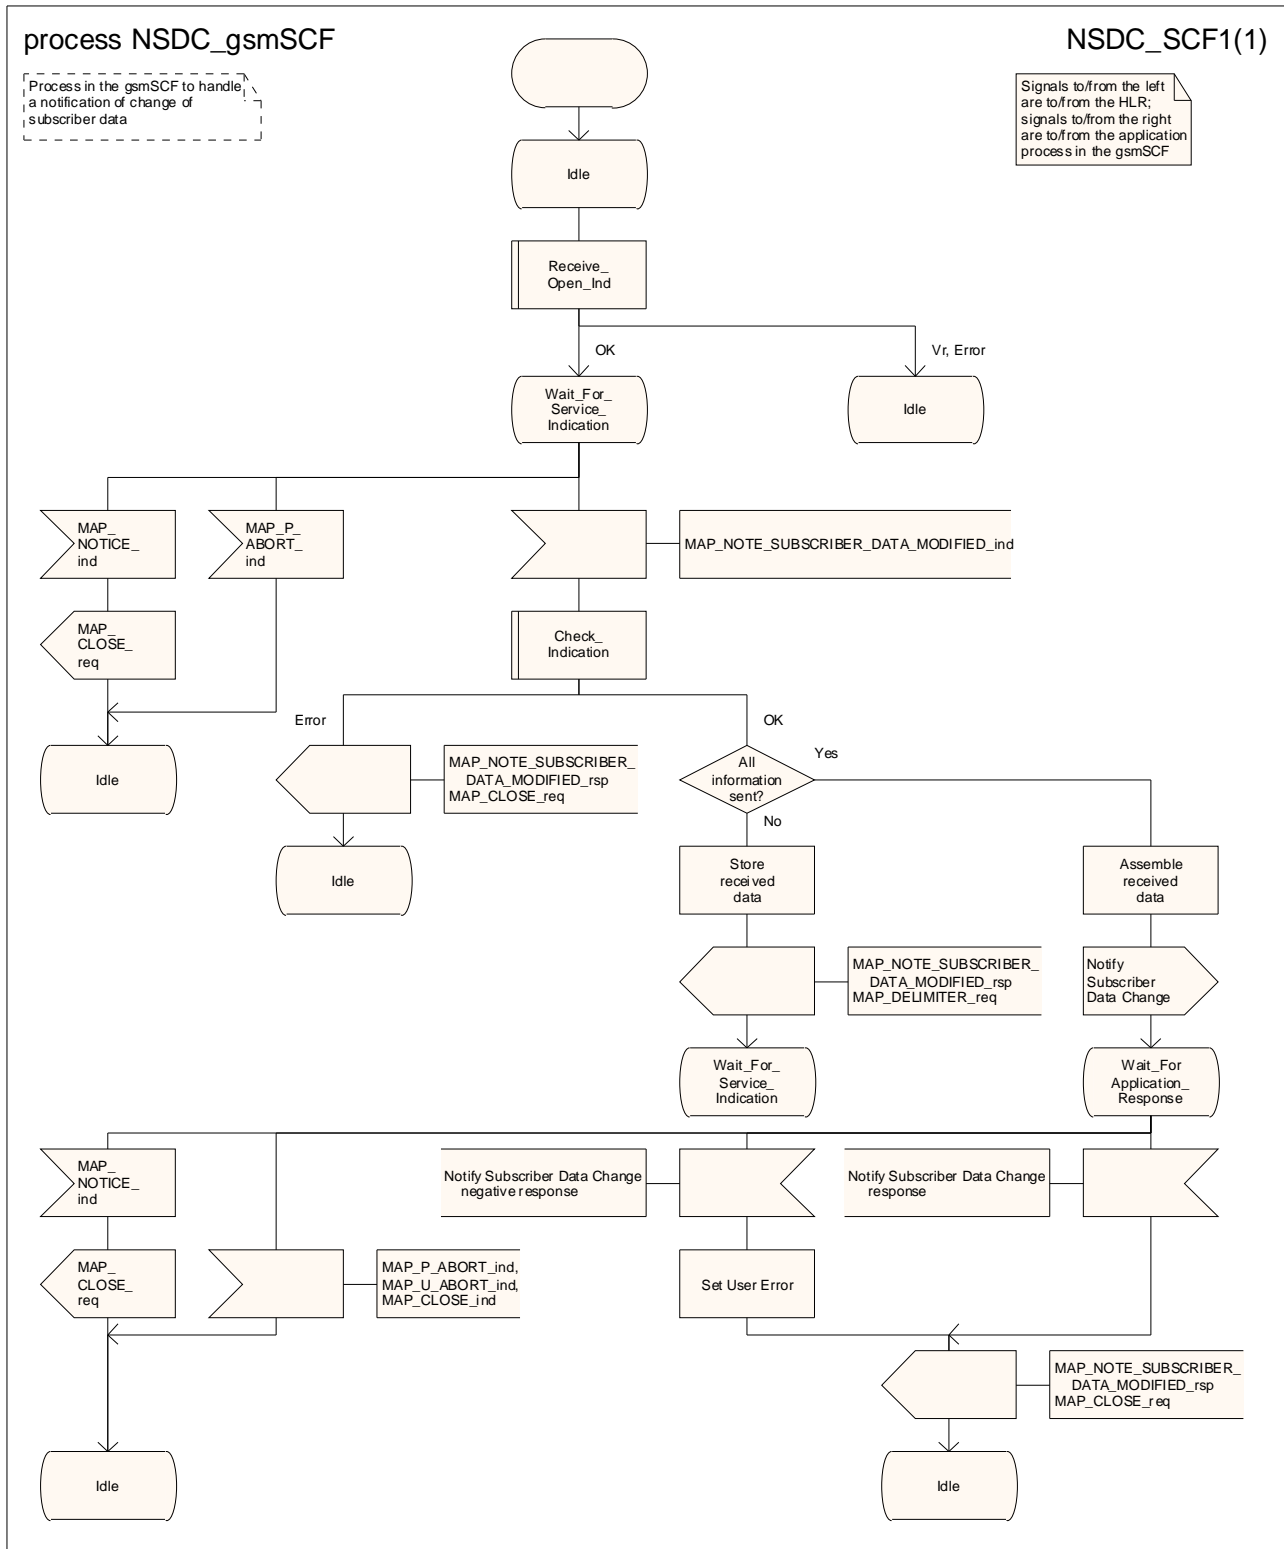 process NSDC_gsmSCF
NSDC_SCF1(1)
Process in the gsmSCF to handle
a notification of change of
subscriber data
Signals to/from the left
are to/from the HLR;
signals to/from the right
are to/from the application
process in the gsmSCF
Idle
Receive_
Open_Ind
OK
Vr, Error
Wait_For_
Service_
Indication
Idle
MAP_
NOTICE_
ind
MAP_P_
ABORT_
ind
MAP_NOTE_SUBSCRIBER_DATA_MODIFIED_ind
MAP_
CLOSE_
req
Check_
Indication
Error
OK
Idle
MAP_NOTE_SUBSCRIBER_
DATA_MODIFIED_rsp
MAP_CLOSE_req
All
information
sent?
Yes
No
Idle
Store
received
data
Assemble
received
data
MAP_NOTE_SUBSCRIBER_
DATA_MODIFIED_rsp
MAP_DELIMITER_req
Notify
Subscriber
Data Change
Wait_For_
Service_
Indication
Wait_For
Application_
Response
MAP_
NOTICE_
ind
Notify Subscriber Data Change
negative response
Notify Subscriber Data Change
response
MAP_
CLOSE_
req
MAP_P_ABORT_ind,
MAP_U_ABORT_ind,
MAP_CLOSE_ind
Set User Error
MAP_NOTE_SUBSCRIBER_
DATA_MODIFIED_rsp
MAP_CLOSE_req
Idle
Idle